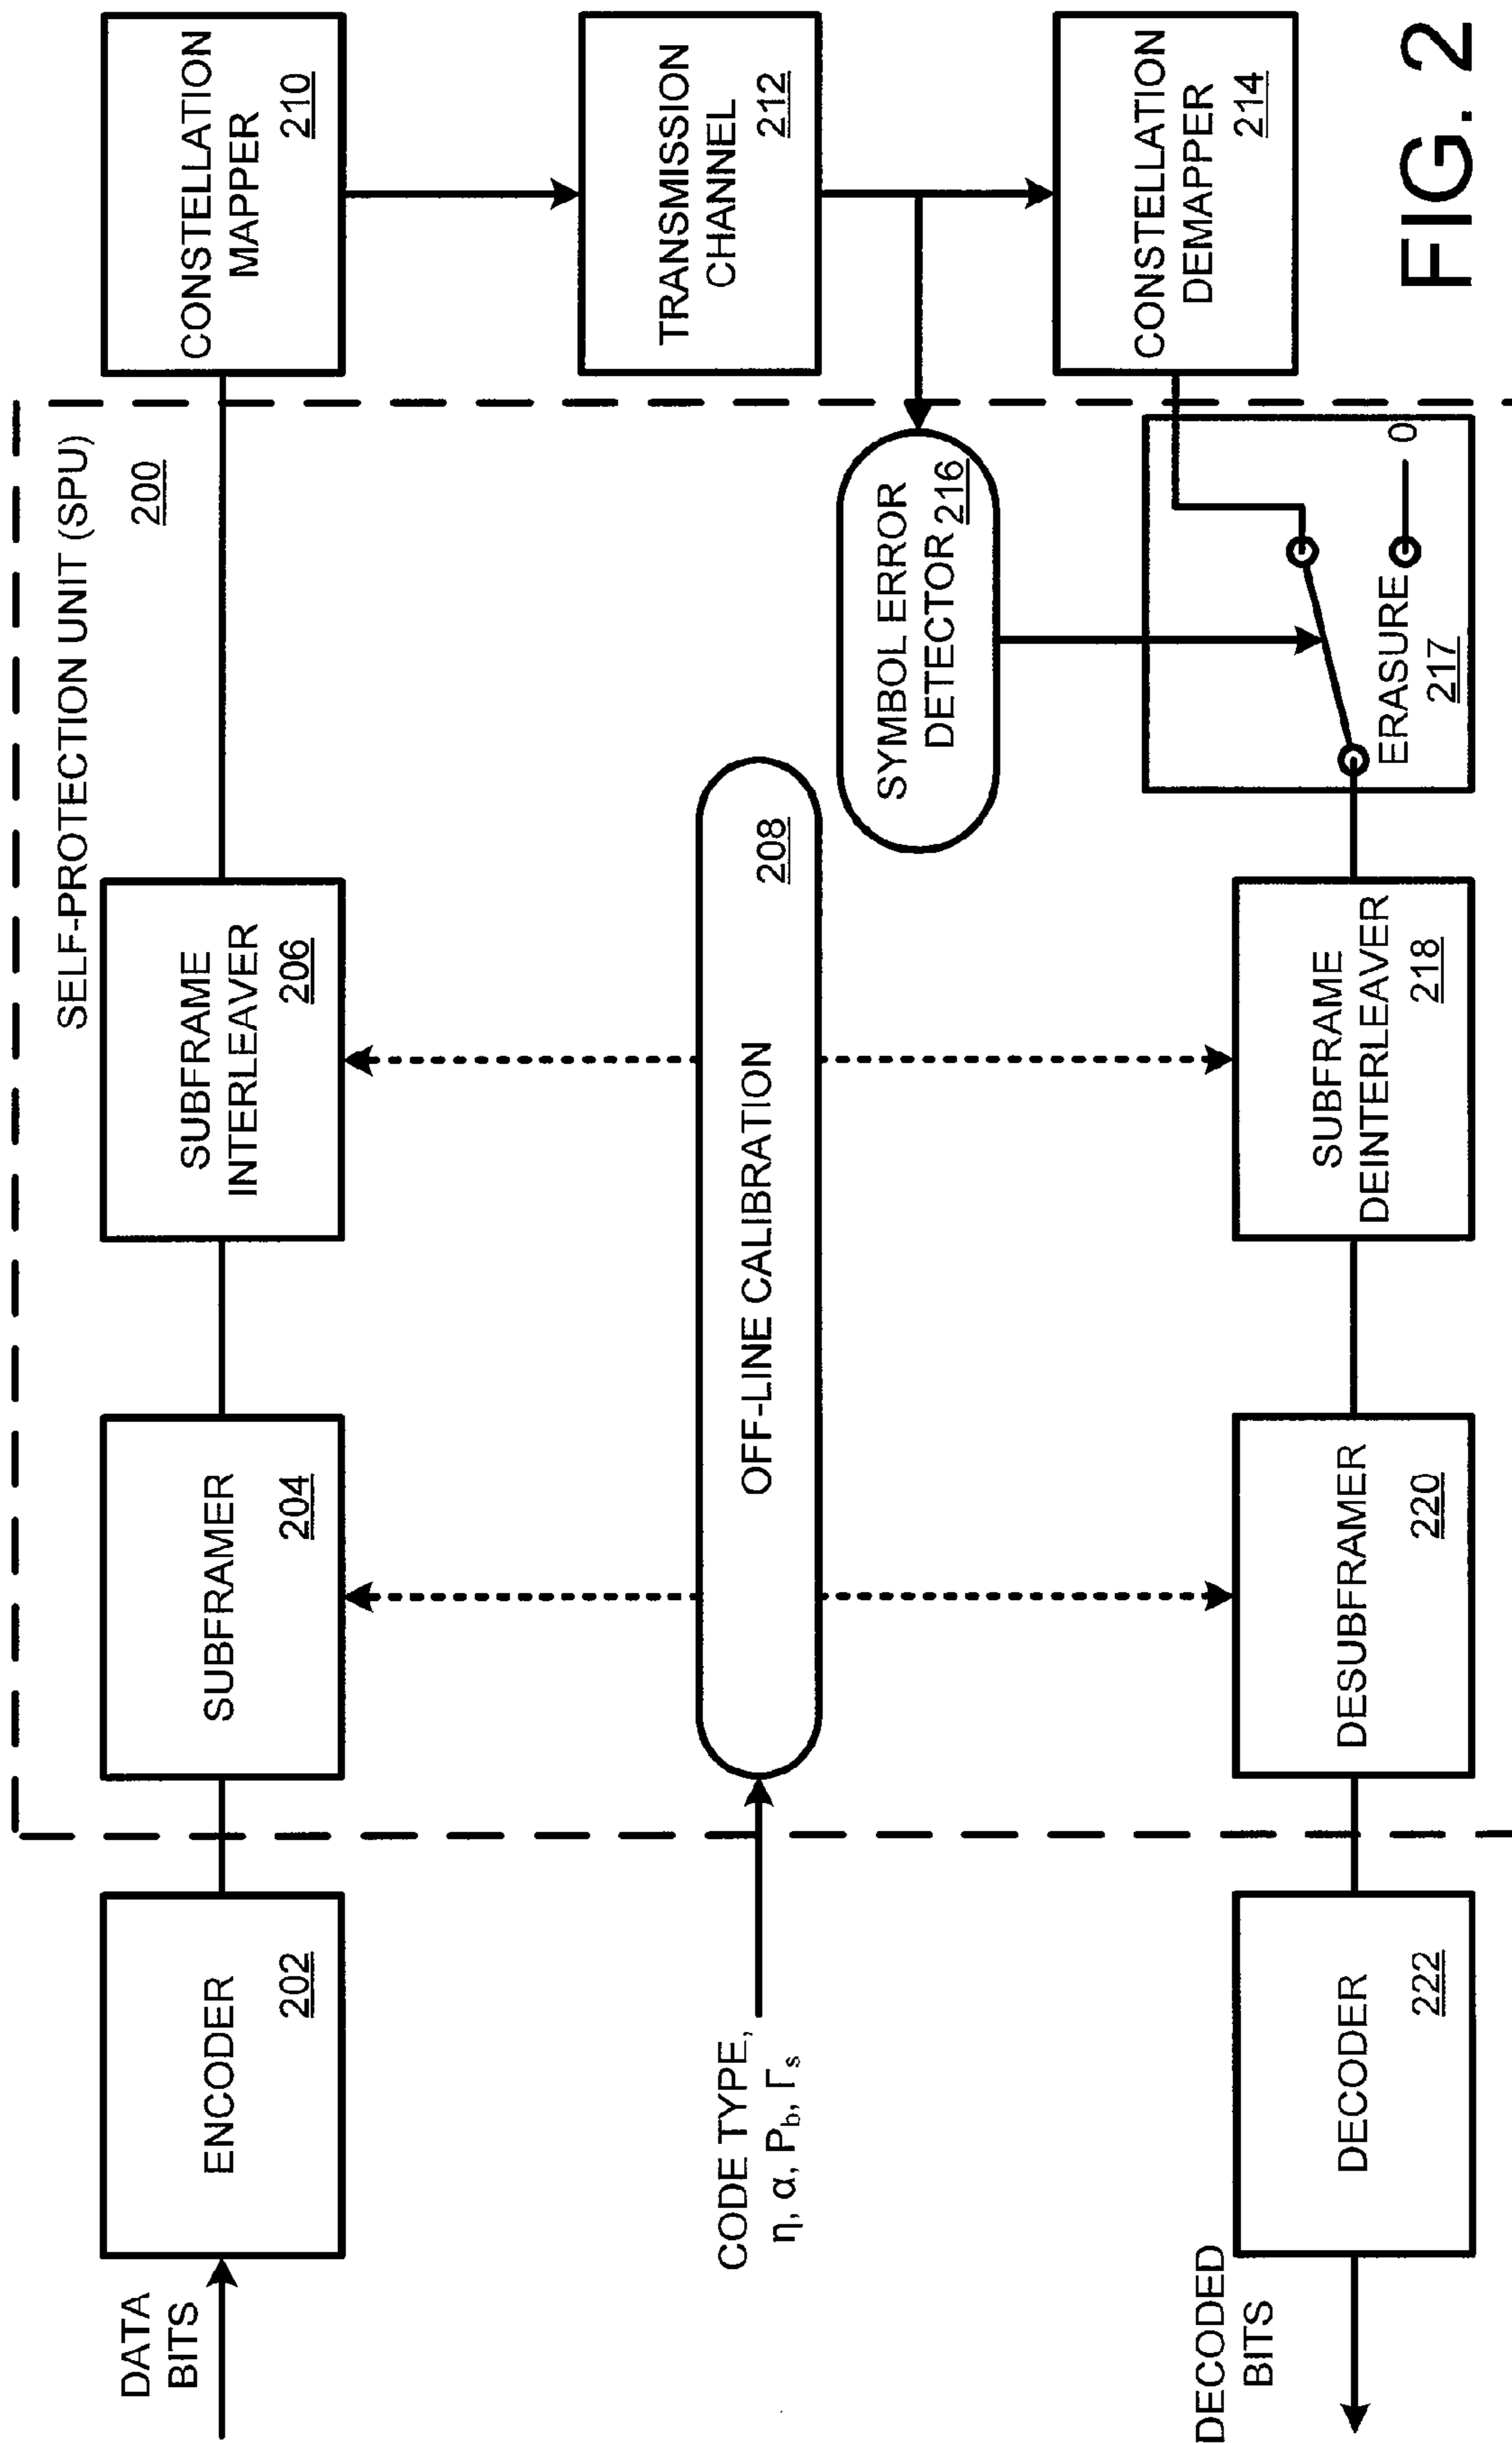 SELF-PROTECTION UNIT (SPU)
200
DATA
BITS
ENCODER
202
SUBFRAMER
204
SUBFRAME
INTERLEAVER
206
CONSTELLATION
MAPPER
210
TRANSMISSION
CHANNEL
212
CODE TYPE,
η, α, Pb, Γs
OFF-LINE CALIBRATION
208
SYMBOL ERROR
DETECTOR 216
CONSTELLATION
DEMAPPER
214
DECODED
BITS
DECODER
222
DESUBFRAMER
220
SUBFRAME
DEINTERLEAVER
218
0
ERASURE
217
FIG. 2